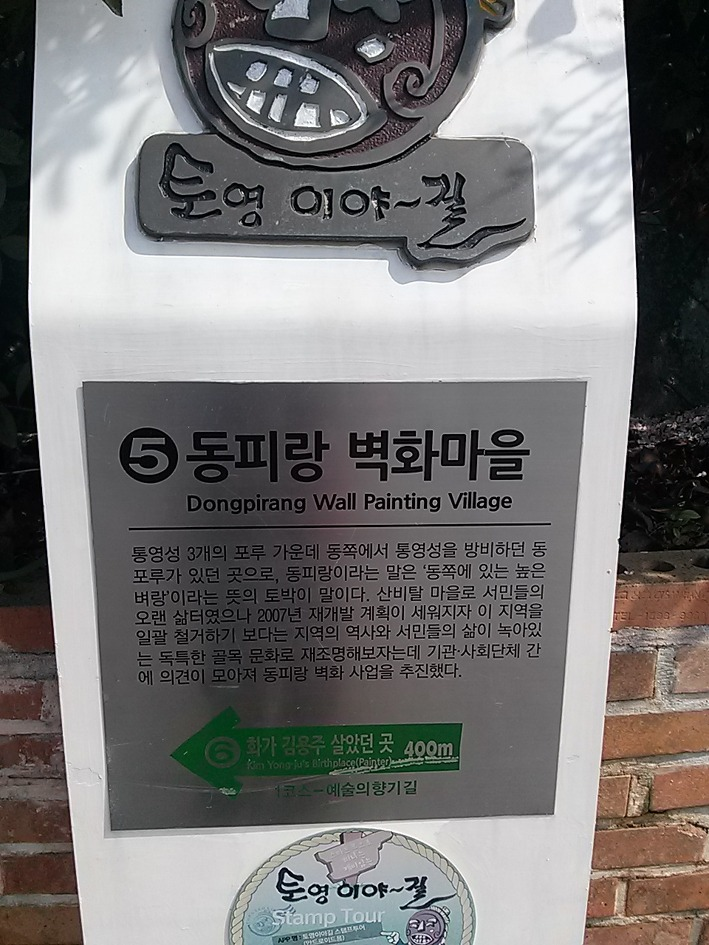 토영 이야~길
5 동피랑 벽화마을
Dongpirang Wall Painting Village
통영성 3개의 포루 가운데 동쪽에서 통영성을 방비하던 동
포루가 있던 곳으로, 동피랑이라는 말은 '동쪽에 있는 높은
벼랑'이라는 뜻의 토박이 말이다. 산비탈 마을로 서민들의
오랜 삶터였으나 2007년 재개발 계획이 세워지자 이 지역을
일괄 철거하기 보다는 지역의 역사와 서민들의 삶이 녹아있
는 독특한 골목 문화로 재조명해보자는데 기관·사회단체 간
에 의견이 모아져 동피랑 벽화 사업을 추진했다.
6 화가 김용주 살았던 곳 400m
Kim Yong-ju's Birthplace(Painter)
1코스-예술의향기길
토영 이야~길
Stamp Tour
토영이야길 스탬프투어